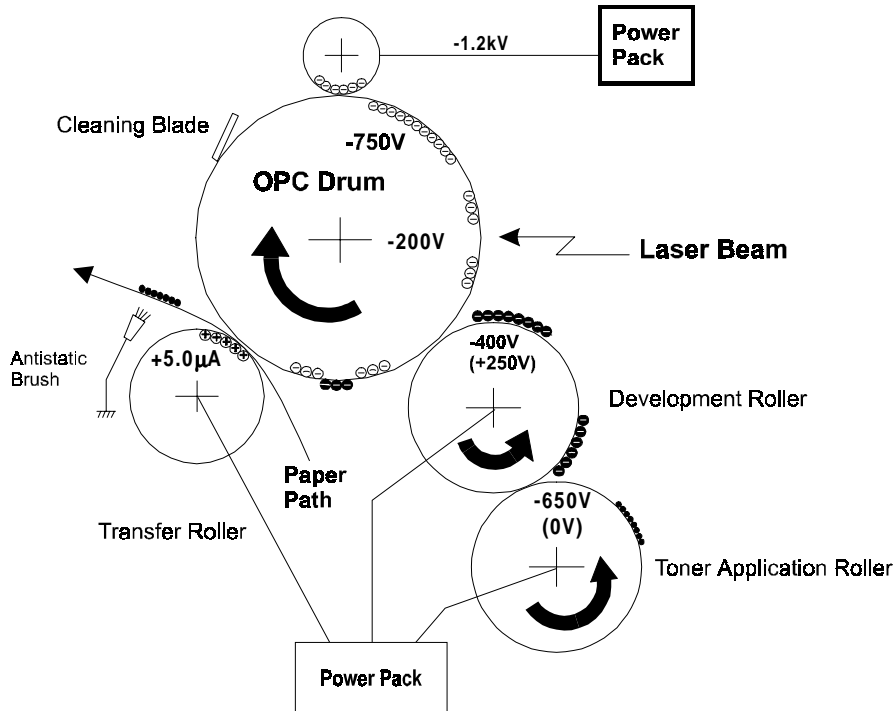 -1.2kV
Power
Pack
Cleaning Blade
-750V
OPC Drum
-200V
Laser Beam
Antistatic
Brush
+5.0µA
-400V
(+250V)
Development Roller
Paper
Path
Transfer Roller
-650V
(0V)
Toner Application Roller
Power Pack